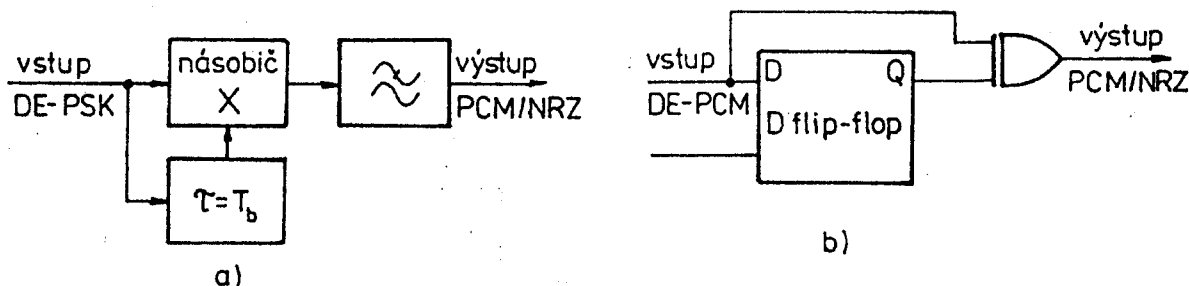 vstup
DE-PSK
násobič
X
τ=T_b
výstup
PCM/NRZ
a)
vstup
DE-PCM
D
Q
D flip-flop
výstup
PCM/NRZ
b)